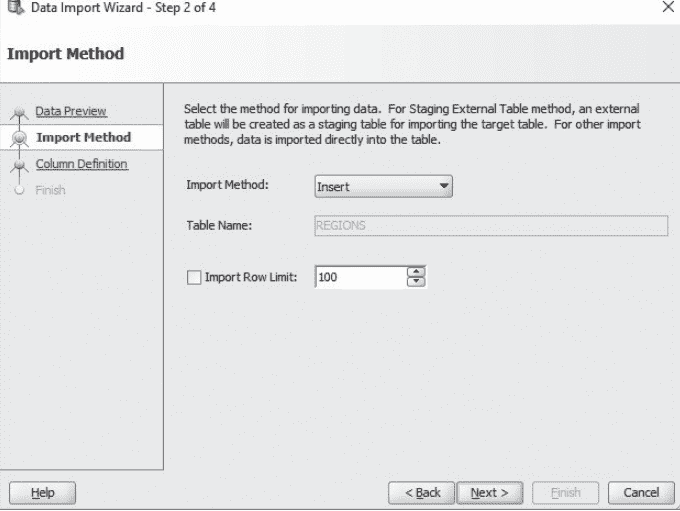 Data Import Wizard - Step 2 of 4
Import Method
Data Preview
Import Method
Column Definition
Finish
Select the method for importing data. For Staging External Table method, an external
table will be created as a staging table for importing the target table. For other import
methods, data is imported directly into the table.
Import Method: Insert
Table Name: REGIONS
Import Row Limit: 100
Help < Back Next > Finish Cancel